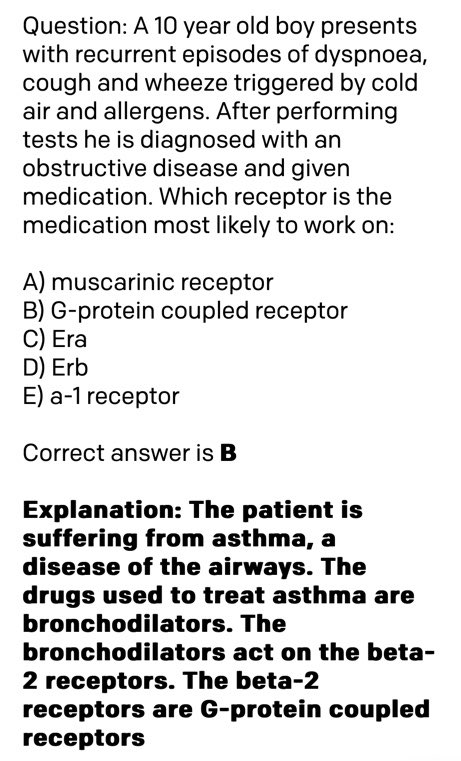 Question: A 10 year old boy presents
with recurrent episodes of dyspnoea,
cough and wheeze triggered by cold
air and allergens. After performing
tests he is diagnosed with an
obstructive disease and given
medication. Which receptor is the
medication most likely to work on:
A) muscarinic receptor
B) G-protein coupled receptor
C) Era
D) Erb
E) a-1 receptor
Correct answer is B
Explanation: The patient is
suffering from asthma, a
disease of the airways. The
drugs used to treat asthma are
bronchodilators. The
bronchodilators act on the beta-
2 receptors. The beta-2
receptors are G-protein coupled
receptors